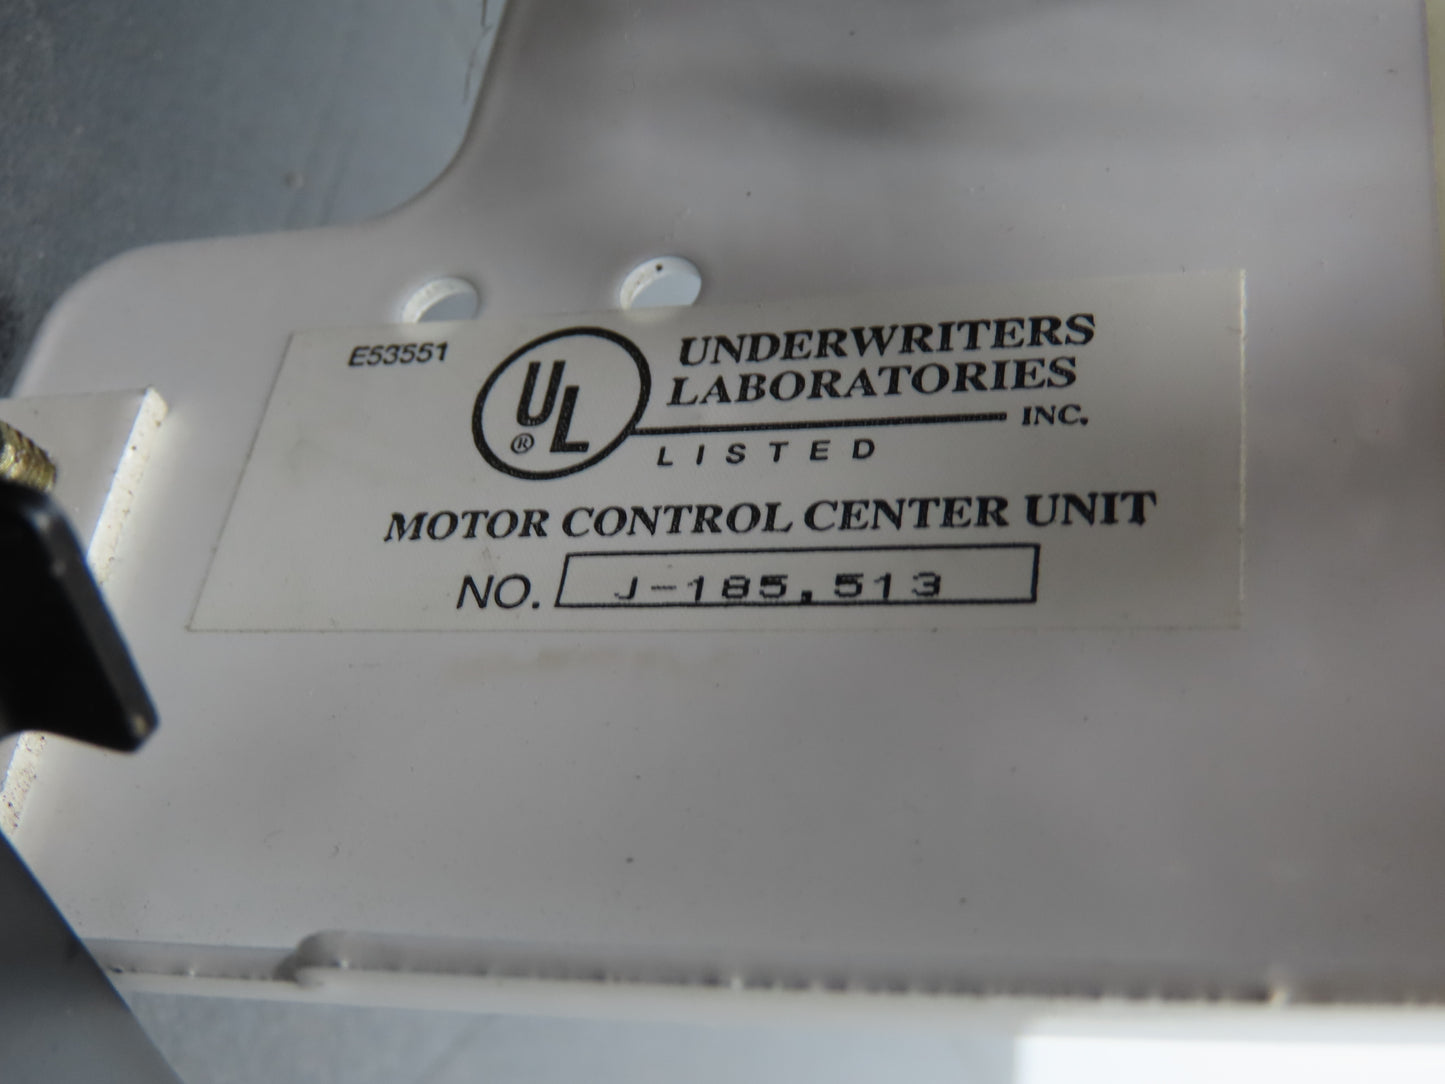 E53551
UL
®
UNDERWRITERS
LABORATORIES
INC.
LISTED
MOTOR CONTROL CENTER UNIT
NO. J-185,513